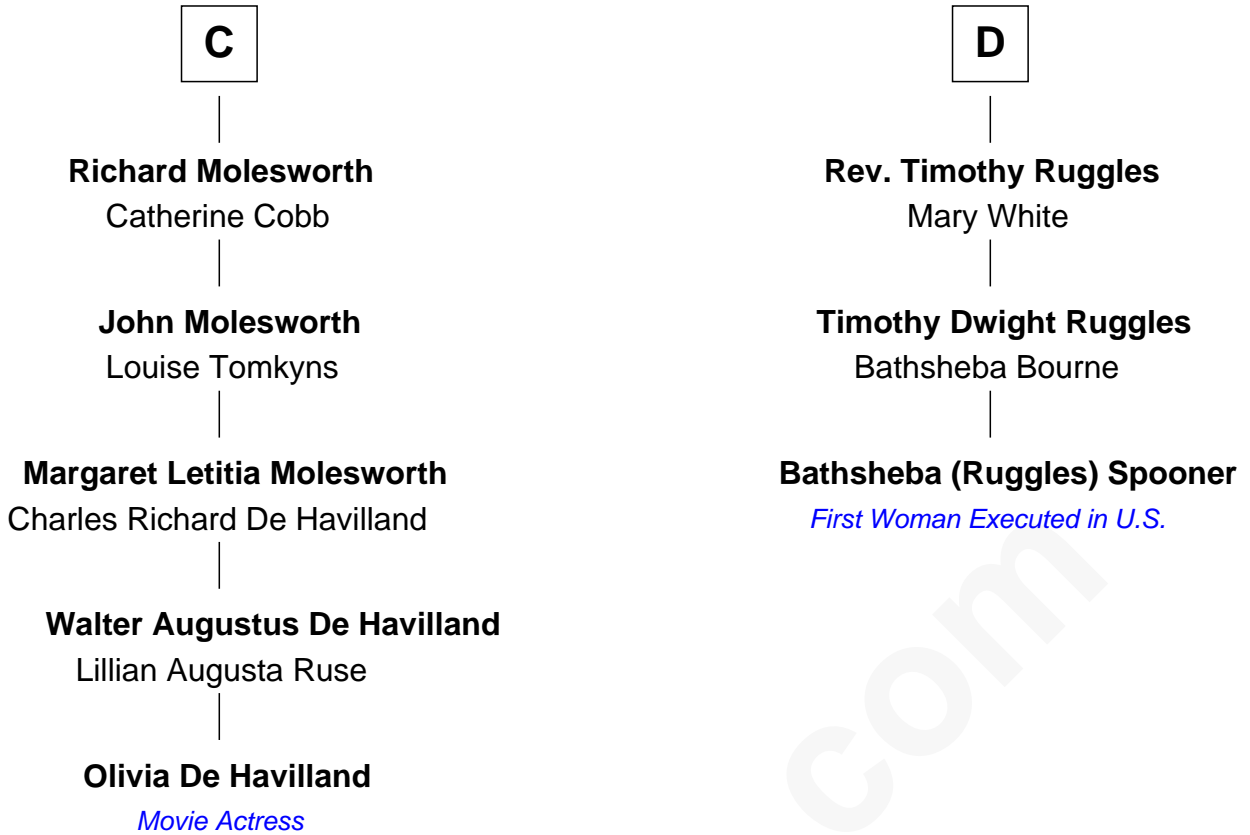 C
Richard Molesworth
Catherine Cobb
John Molesworth
Louise Tomkyns
Margaret Letitia Molesworth
Charles Richard De Havilland
Walter Augustus De Havilland
Lillian Augusta Ruse
Olivia De Havilland
Movie Actress
D
Rev. Timothy Ruggles
Mary White
Timothy Dwight Ruggles
Bathsheba Bourne
Bathsheba (Ruggles) Spooner
First Woman Executed in U.S.
com